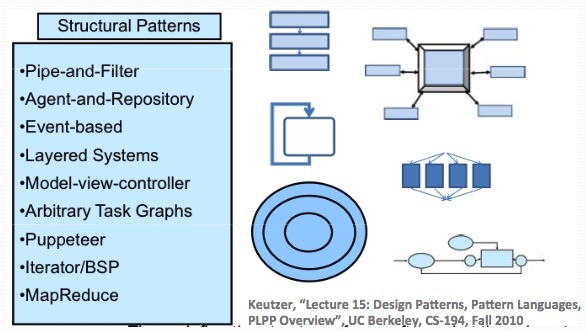 Structural Patterns
•Pipe-and-Filter
•Agent-and-Repository
•Event-based
•Layered Systems
•Model-view-controller
•Arbitrary Task Graphs
•Puppeteer
•Iterator/BSP
•MapReduce
Keutzer, “Lecture 15: Design Patterns, Pattern Languages,
PLPP Overview”, UC Berkeley, CS-194, Fall 2010